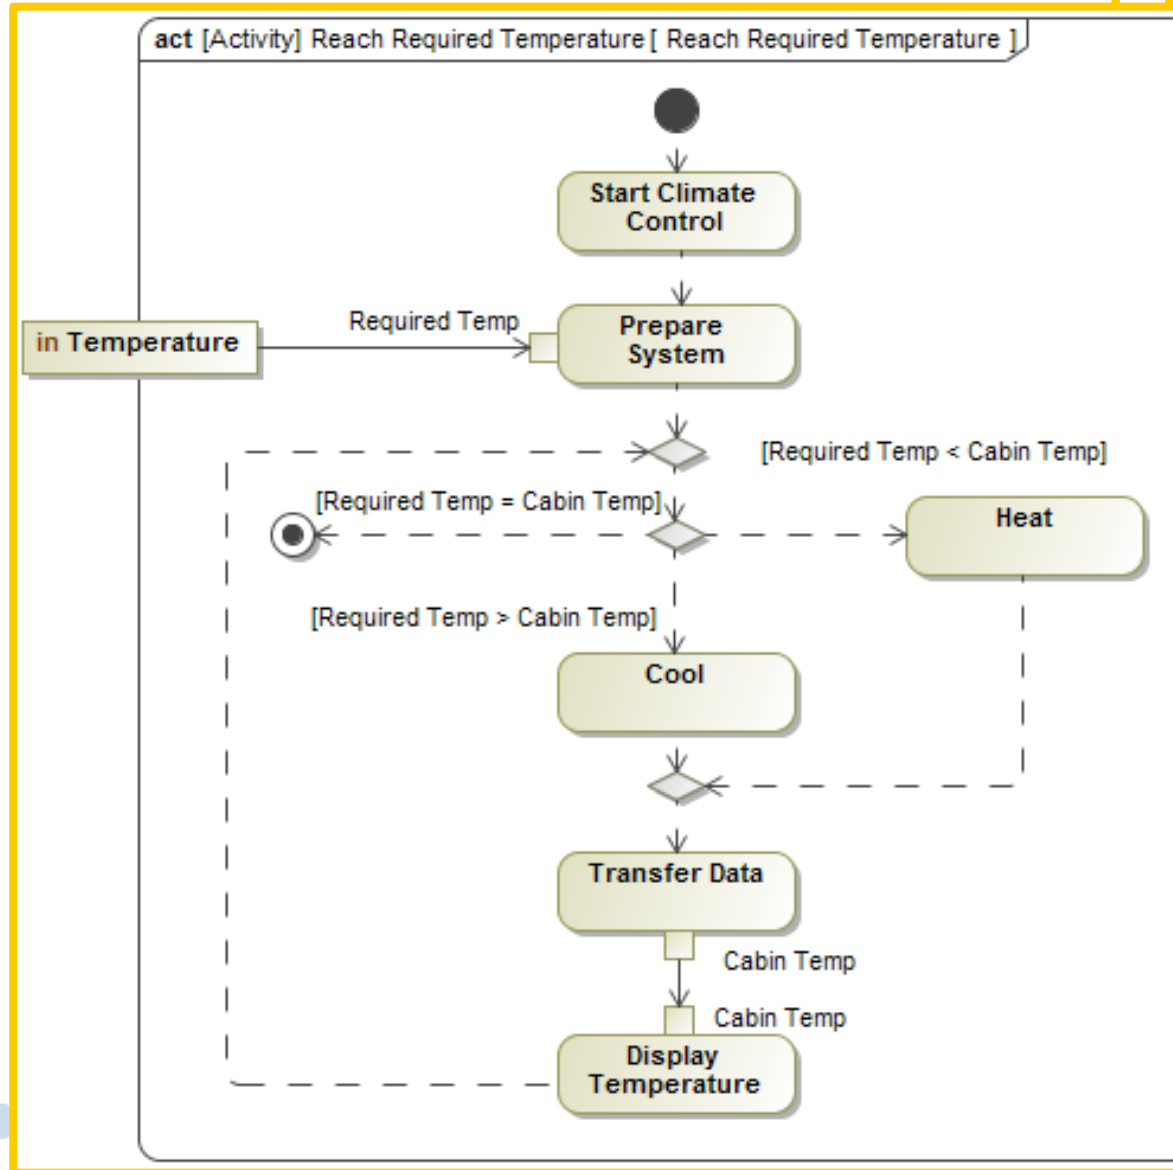 act [Activity] Reach Required Temperature [ Reach Required Temperature ]
Start Climate
Control
Required Temp
in Temperature
Prepare
System
[Required Temp < Cabin Temp]
[Required Temp = Cabin Temp]
Heat
[Required Temp > Cabin Temp]
Cool
Transfer Data
Cabin Temp
Cabin Temp
Display
Temperature